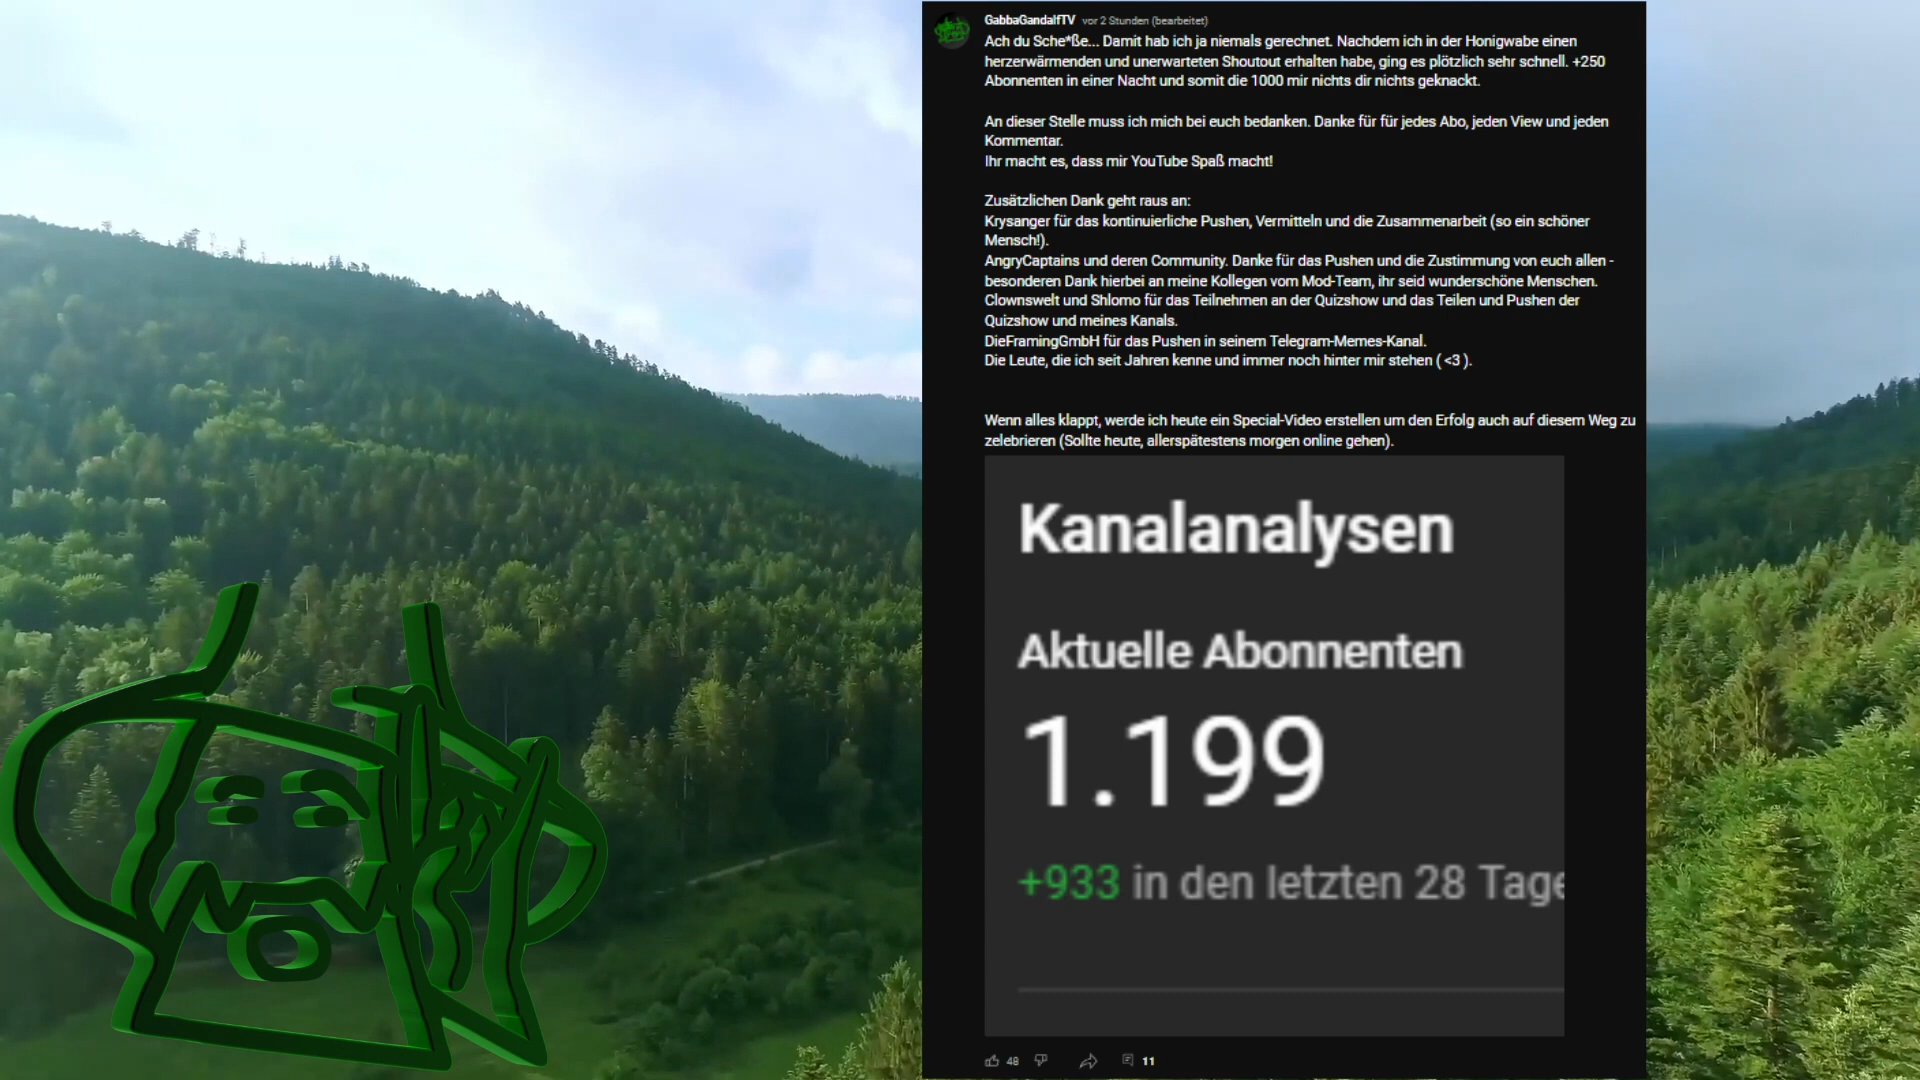 GabbaGandalfTV vor 2 Stunden (bearbeitet)
Ach du Sche*ße... Damit hab ich ja niemals gerechnet. Nachdem ich in der Honigwabe einen
herzerwärmenden und unerwarteten Shoutout erhalten habe, ging es plötzlich sehr schnell. +250
Abonnenten in einer Nacht und somit die 1000 mir nichts dir nichts geknackt.
An dieser Stelle muss ich mich bei euch bedanken. Danke für für jedes Abo, jeden View und jeden
Kommentar.
Ihr macht es, dass mir YouTube Spaß macht!
Zusätzlichen Dank geht raus an:
Krysanger für das kontinuierliche Pushen, Vermitteln und die Zusammenarbeit (so ein schöner
Mensch!).
AngryCaptains und deren Community. Danke für das Pushen und die Zustimmung von euch allen -
besonderen Dank hierbei an meine Kollegen vom Mod-Team, ihr seid wunderschöne Menschen.
Clownswelt und Shlomo für das Teilnehmen an der Quizshow und das Teilen und Pushen der
Quizshow und meines Kanals.
DieFramingGmbH für das Pushen in seinem Telegram-Memes-Kanal.
Die Leute, die ich seit Jahren kenne und immer noch hinter mir stehen ( <3 ).
Wenn alles klappt, werde ich heute ein Special-Video erstellen um den Erfolg auch auf diesem Weg zu
zelebrieren (Sollte heute, allerspätestens morgen online gehen).
Kanalanalysen
Aktuelle Abonnenten
1.199
+933 in den letzten 28 Tage
48 11